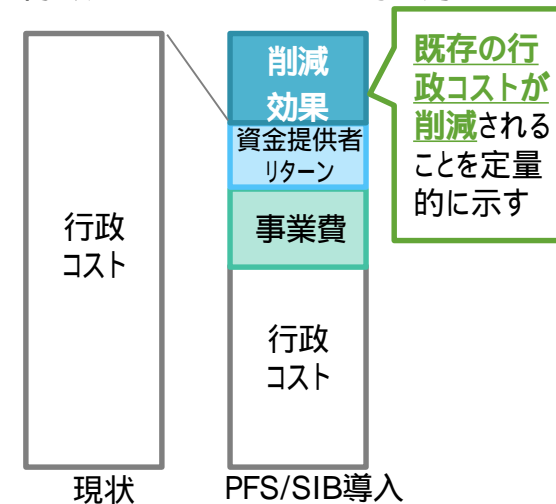 削減
効果
資金提供者
リターン
事業費
行政
コスト
行政
コスト
既存の行
政コストが
削減される
ことを定量
的に示す
現状
PFS/SIB導入